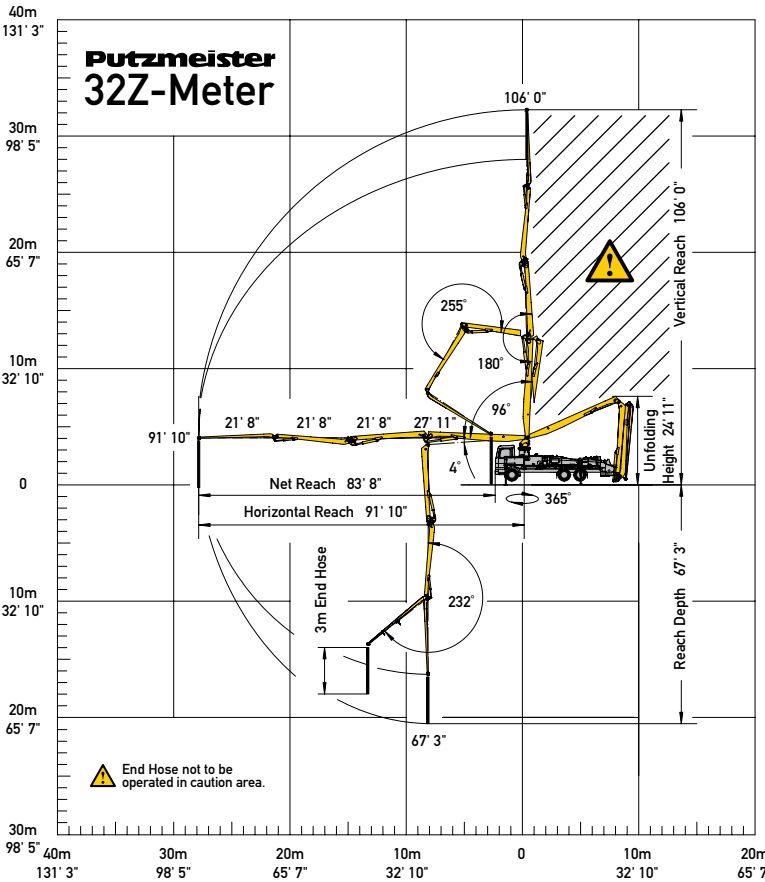 40m
131' 3"
Putzmeister
32Z-Meter
106' 0"
30m
98' 5"
Vertical Reach 106' 0"
20m
65' 7"
!
255°
180°
10m
32' 10"
96°
21' 8" 21' 8" 21' 8" 27' 11"
91' 10"
Unfolding
Height 24' 11"
4°
0
Net Reach 83' 8"
365°
Horizontal Reach 91' 10"
3m End Hose
10m
32' 10"
232°
Reach Depth 67' 3"
20m
65' 7"
67' 3"
!
End Hose not to be
operated in caution area.
30m
98' 5"
40m 30m 20m 10m 0 10m 20m
131' 3" 98' 5" 65' 7" 32' 10" 32' 10" 65' 7"